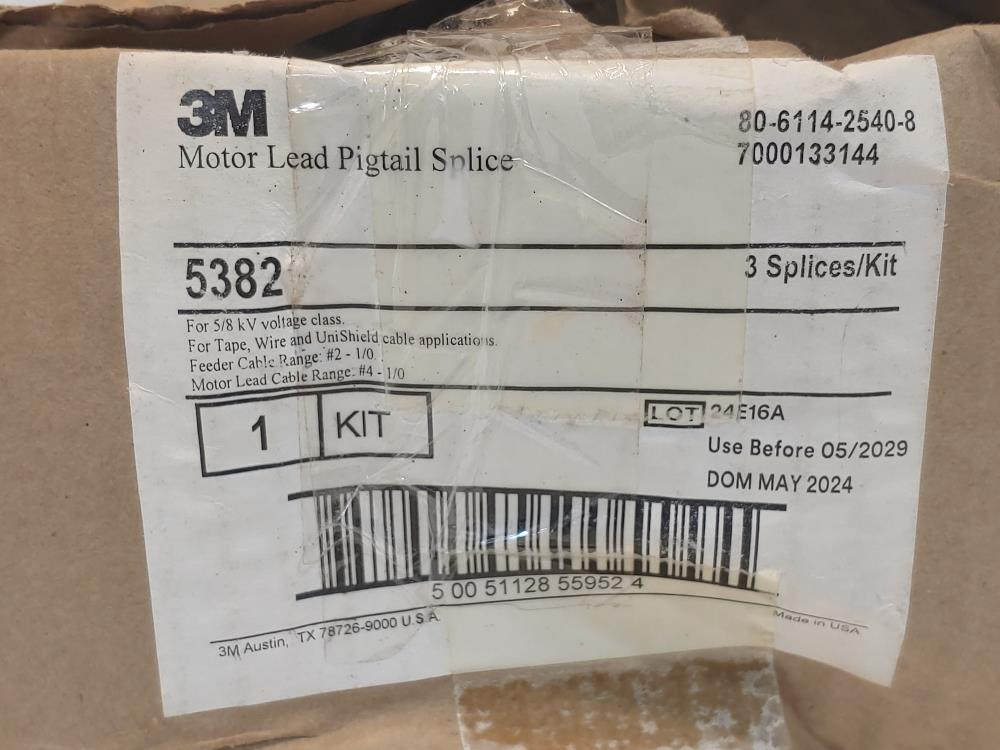 3M
80-6114-2540-8
Motor Lead Pigtail Splice
7000133144
5382
3 Splices/Kit
For 5/8 kV voltage class.
For Tape, Wire and UniShield cable applications.
Feeder Cable Range: #2 - 1/0
Motor Lead Cable Range: #4 - 1/0
1 KIT
LOT 24E16A
Use Before 05/2029
DOM MAY 2024
5 00 51128 55952 4
3M Austin, TX 78726-9000 U.S.A.
Made in USA